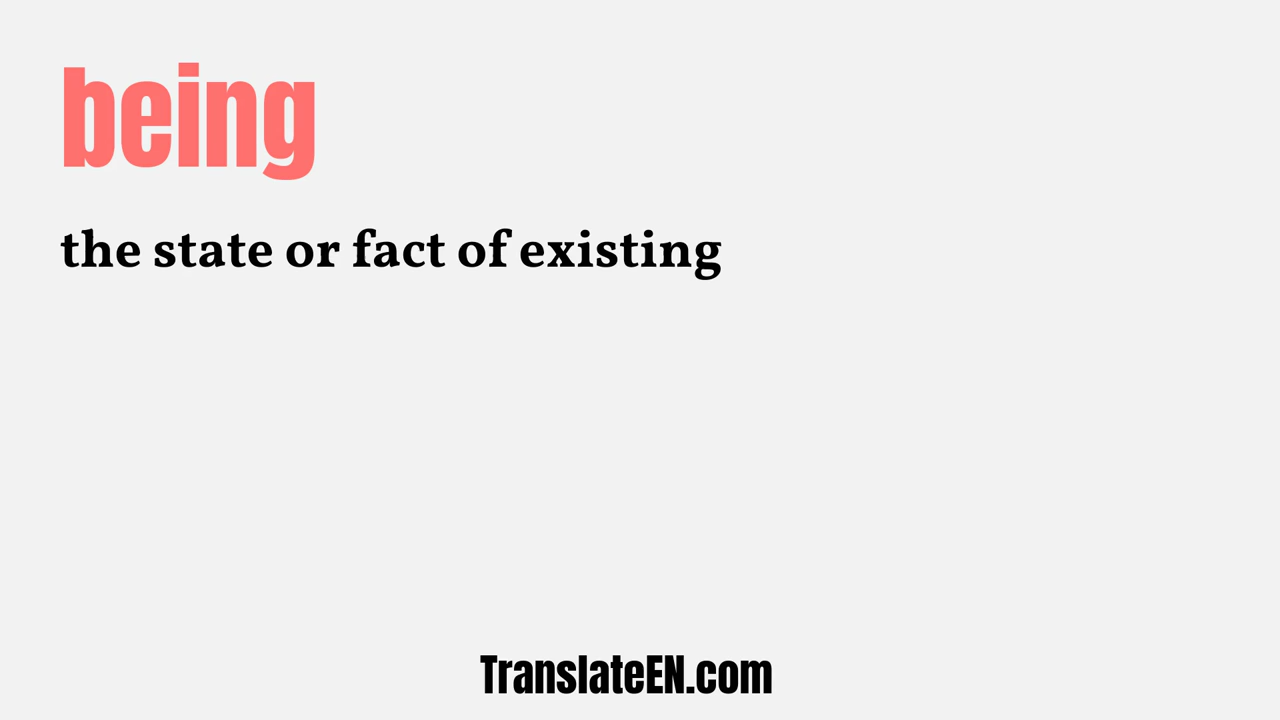 being
the state or fact of existing
TranslateEN.com